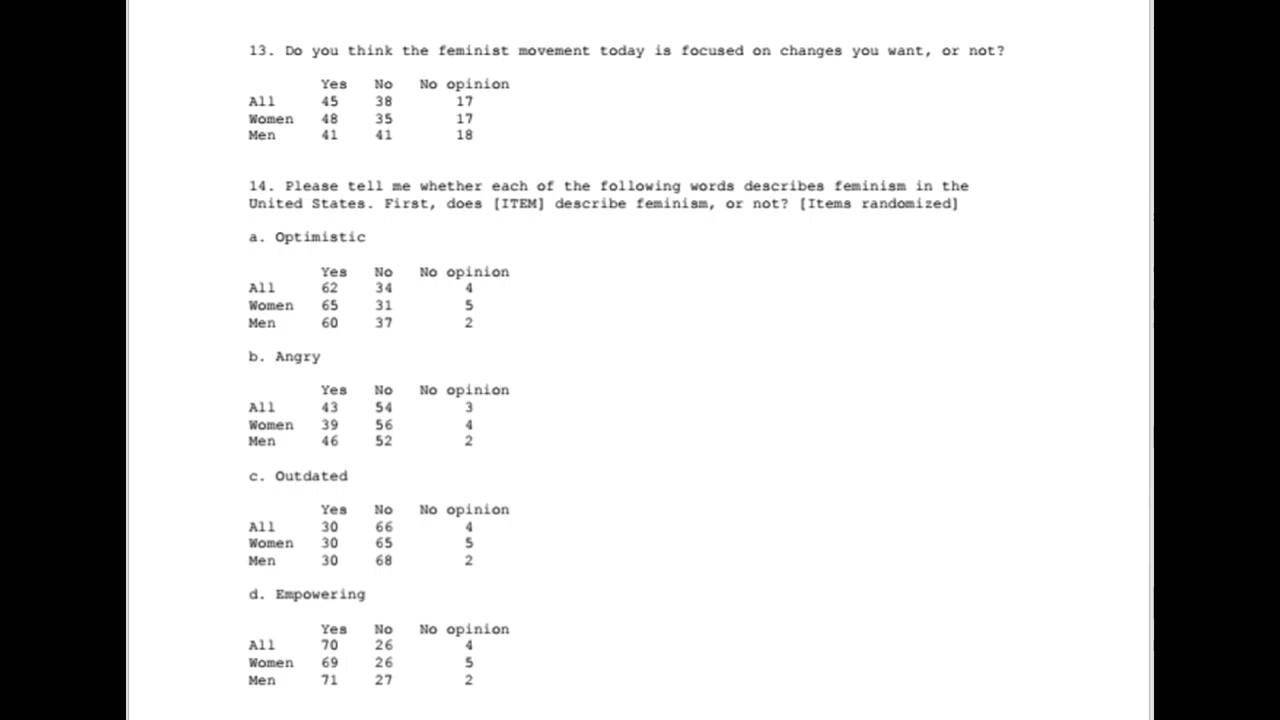 13. Do you think the feminist movement today is focused on changes you want, or not?
Yes No No opinion
All 45 38 17
Women 48 35 17
Men 41 41 18
14. Please tell me whether each of the following words describes feminism in the
United States. First, does [ITEM] describe feminism, or not? [Items randomized]
a. Optimistic
Yes No No opinion
All 62 34 4
Women 65 31 5
Men 60 37 2
b. Angry
Yes No No opinion
All 43 54 3
Women 39 56 4
Men 46 52 2
c. Outdated
Yes No No opinion
All 30 66 4
Women 30 65 5
Men 30 68 2
d. Empowering
Yes No No opinion
All 70 26 4
Women 69 26 5
Men 71 27 2